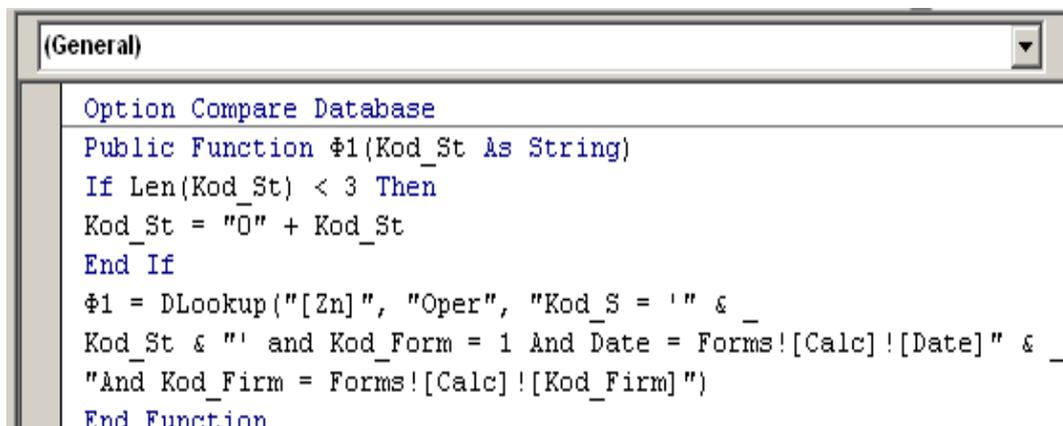 (General)
Option Compare Database
Public Function Ф1(Kod_St As String)
If Len(Kod_St) < 3 Then
Kod_St = "0" + Kod_St
End If
Ф1 = DLookup("[Zn]", "Oper", "Kod_S = '" & _
Kod_St & "' and Kod_Form = 1 And Date = Forms![Calc]![Date]" & _
"And Kod_Firm = Forms![Calc]![Kod_Firm]")
End Function